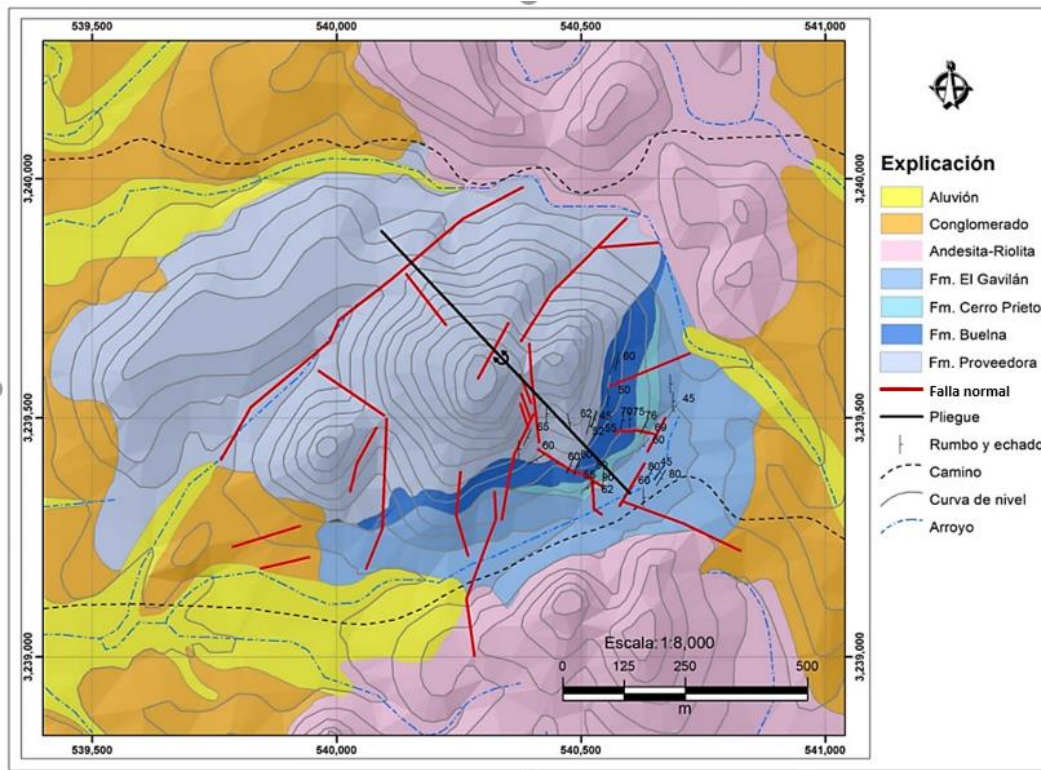 539,500
540,000
540,500
541,000
3,240,000
3,240,000
Explicación
Aluvión
Conglomerado
Andesita-Riolita
Fm. El Gavilán
Fm. Cerro Prieto
Fm. Buelna
Fm. Proveedora
Falla normal
Pliegue
Rumbo y echado
Camino
Curva de nivel
Arroyo
60
50
45
62
45
70
75
76
65
52
55
69
3,239,500
3,239,500
60
60
80
45
60
80
62
3,239,000
3,239,000
Escala:1:8,000
0
125
250
500
m
539,500
540,000
540,500
541,000